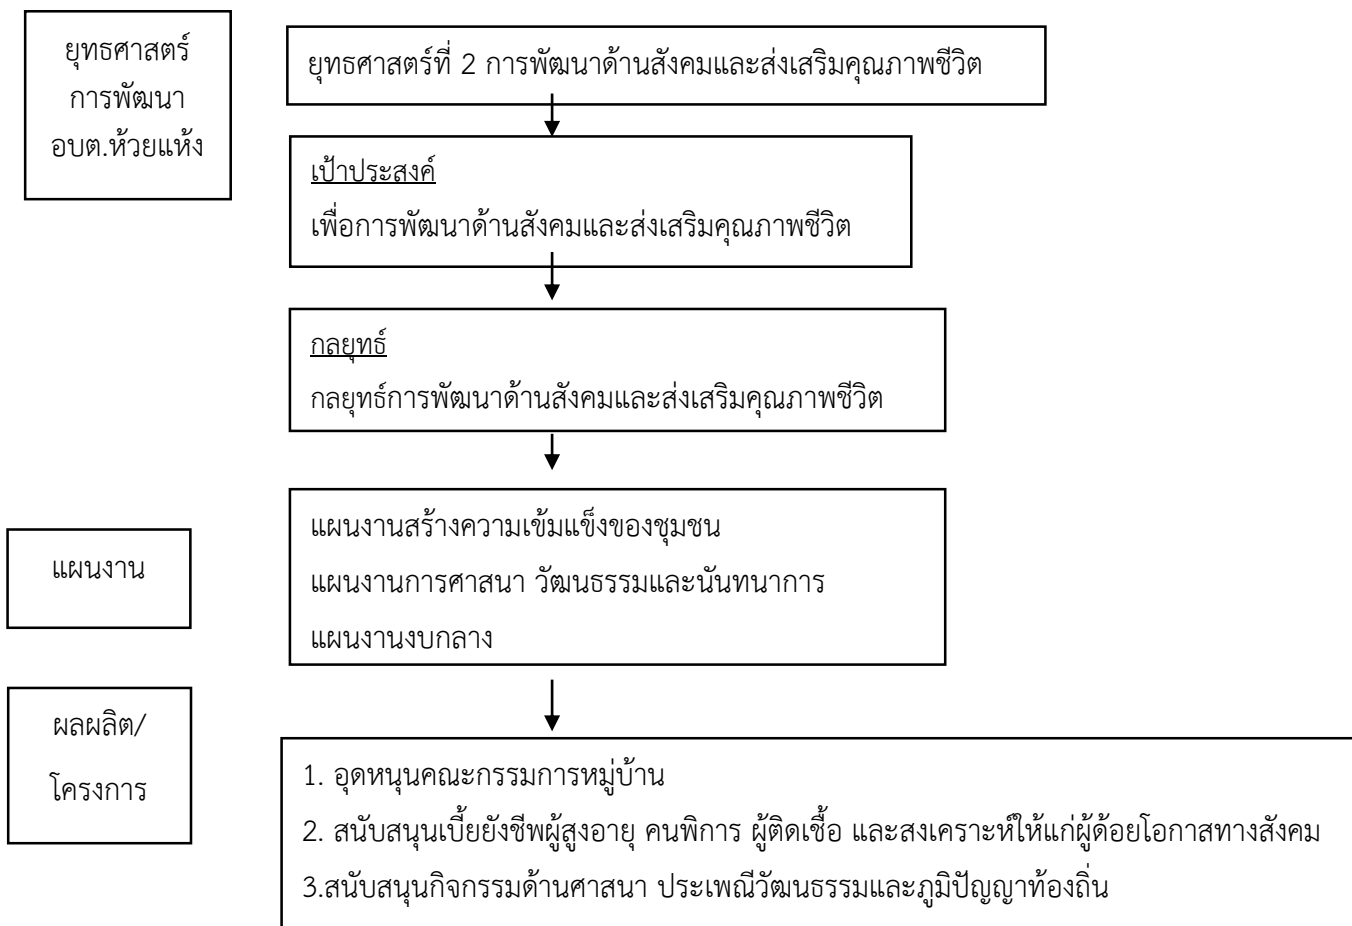 ยุทธศาสตร์
การพัฒนา
อบต.ห้วยแห้ง
ยุทธศาสตร์ที่ 2 การพัฒนาด้านสังคมและส่งเสริมคุณภาพชีวิต
เป้าประสงค์
เพื่อการพัฒนาด้านสังคมและส่งเสริมคุณภาพชีวิต
กลยุทธ์
กลยุทธ์การพัฒนาด้านสังคมและส่งเสริมคุณภาพชีวิต
แผนงาน
แผนงานสร้างความเข้มแข็งของชุมชน
แผนงานการศาสนา วัฒนธรรมและนันทนาการ
แผนงานงบกลาง
ผลผลิต/
โครงการ
1. อุดหนุนคณะกรรมการหมู่บ้าน
2. สนับสนุนเบี้ยยังชีพผู้สูงอายุ คนพิการ ผู้ติดเชื้อ และสงเคราะห์ให้แก่ผู้ด้อยโอกาสทางสังคม
3.สนับสนุนกิจกรรมด้านศาสนา ประเพณีวัฒนธรรมและภูมิปัญญาท้องถิ่น